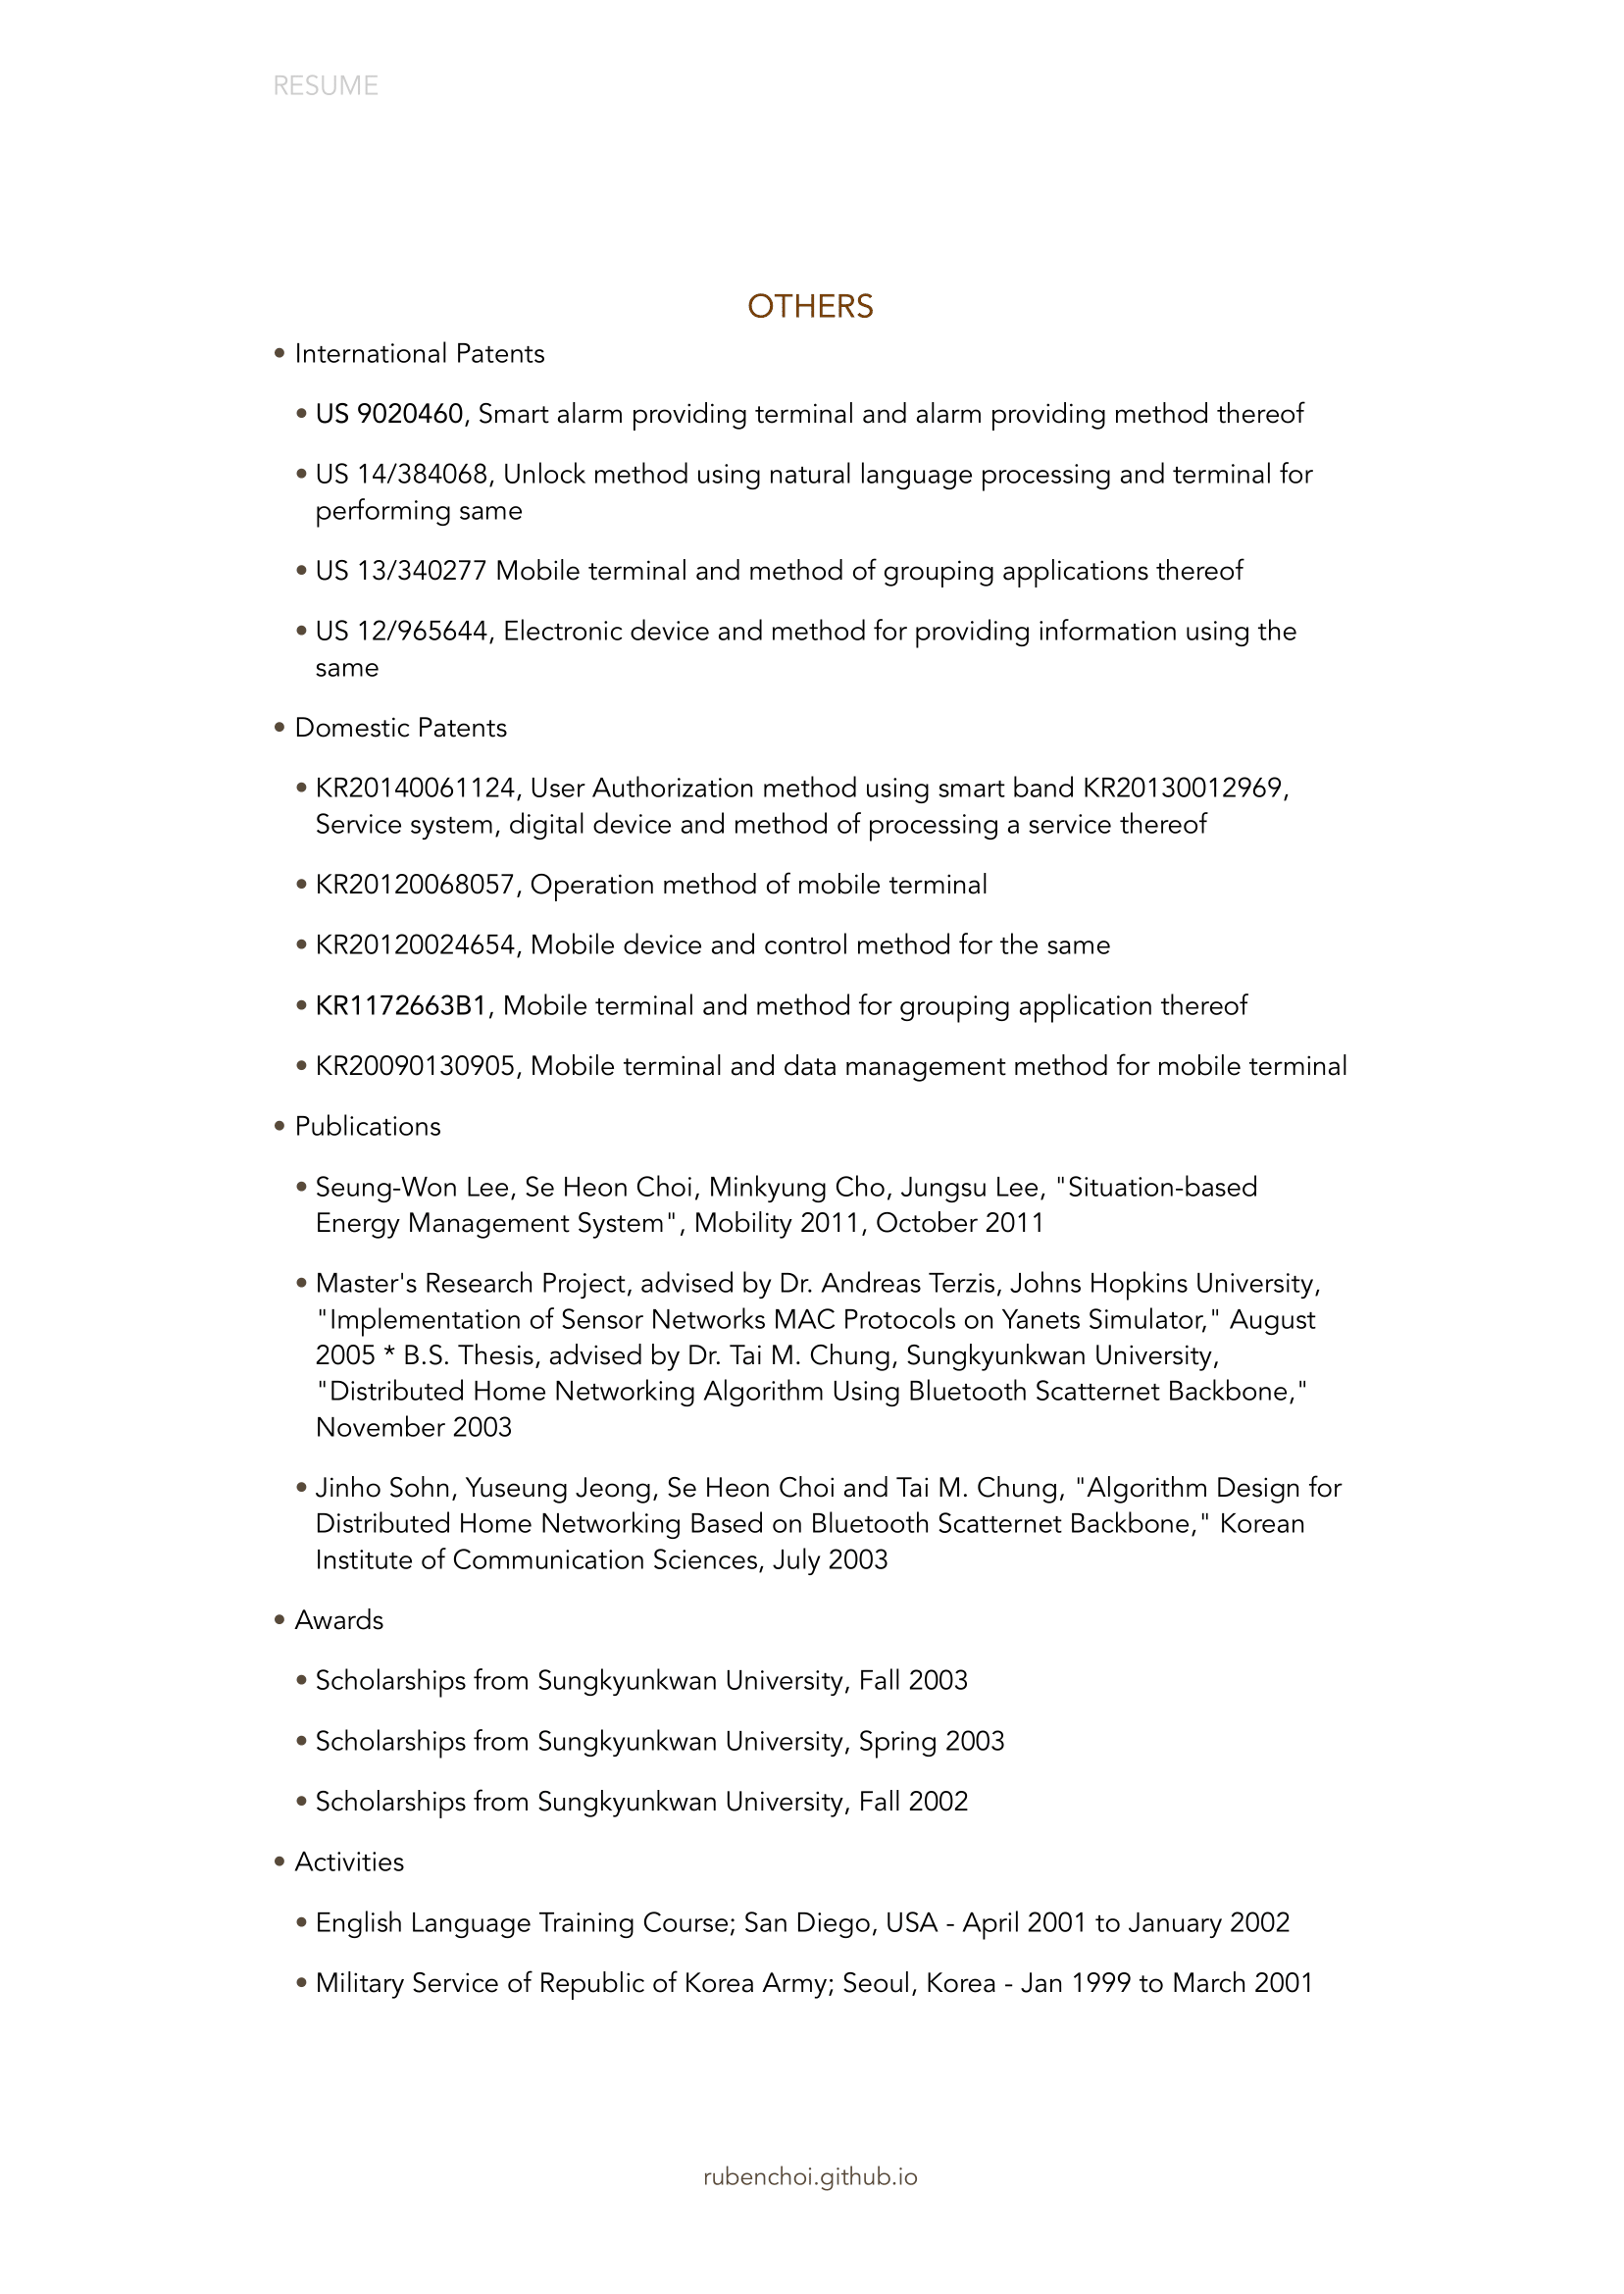 RESUME
OTHERS
• International Patents
• US 9020460, Smart alarm providing terminal and alarm providing method thereof
• US 14/384068, Unlock method using natural language processing and terminal for
performing same
• US 13/340277 Mobile terminal and method of grouping applications thereof
• US 12/965644, Electronic device and method for providing information using the
same
• Domestic Patents
• KR20140061124, User Authorization method using smart band KR20130012969,
Service system, digital device and method of processing a service thereof
• KR20120068057, Operation method of mobile terminal
• KR20120024654, Mobile device and control method for the same
• KR1172663B1, Mobile terminal and method for grouping application thereof
• KR20090130905, Mobile terminal and data management method for mobile terminal
• Publications
• Seung-Won Lee, Se Heon Choi, Minkyung Cho, Jungsu Lee, "Situation-based
Energy Management System", Mobility 2011, October 2011
• Master's Research Project, advised by Dr. Andreas Terzis, Johns Hopkins University,
"Implementation of Sensor Networks MAC Protocols on Yanets Simulator," August
2005 * B.S. Thesis, advised by Dr. Tai M. Chung, Sungkyunkwan University,
"Distributed Home Networking Algorithm Using Bluetooth Scatternet Backbone,"
November 2003
• Jinho Sohn, Yuseung Jeong, Se Heon Choi and Tai M. Chung, "Algorithm Design for
Distributed Home Networking Based on Bluetooth Scatternet Backbone," Korean
Institute of Communication Sciences, July 2003
• Awards
• Scholarships from Sungkyunkwan University, Fall 2003
• Scholarships from Sungkyunkwan University, Spring 2003
• Scholarships from Sungkyunkwan University, Fall 2002
• Activities
• English Language Training Course; San Diego, USA - April 2001 to January 2002
• Military Service of Republic of Korea Army; Seoul, Korea - Jan 1999 to March 2001
rubenchoi.github.io